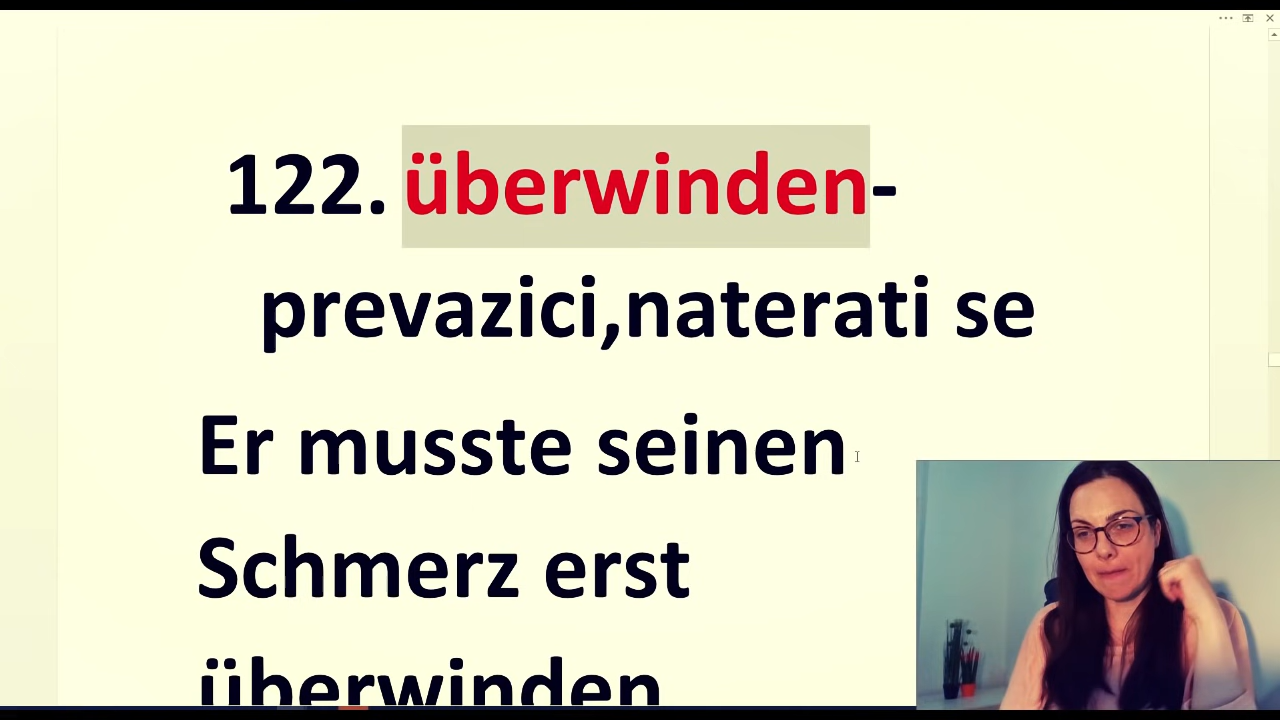 122. überwinden-
prevazici,naterati se
Er musste seinen
Schmerz erst
überwinden